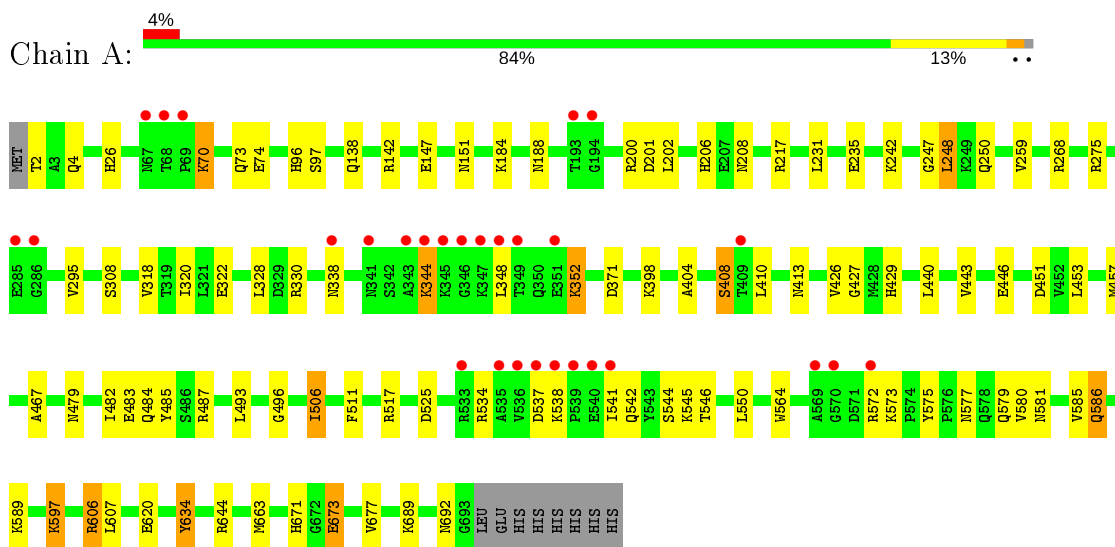 4%
Chain A:
84% 13% • •
MET T2 A3 Q4 H26 N67 T68 P69 K70 Q73 E74 H96 S97 Q138 R142 E147 N151 K184 N188 T193 G194 R200 D201 L202 H206 E207 N208 R217 L231 E235 K242 G247 L248 K249 Q250 V259 R268 R275
E285 G286 V295 S308 V318 T319 I320 L321 E322 L328 D329 R330 N338 N341 S342 A343 K344 K345 G346 K347 L348 T349 Q350 E351 K352 D371 K398 A404 S408 T409 L410 N413 V426 G427 M428 H429 L440 V443 E446 D451 V452 L453 M457
A467 N479 I482 E483 Q484 Y485 S486 R487 L493 G496 I506 F511 R517 D525 R533 R534 A535 V536 D537 K538 P539 E540 I541 Q542 Y543 S544 K545 T546 L550 W564 A569 G570 D571 R572 K573 P574 Y575 P576 N577 Q578 Q579 V580 N581 V585 Q586
K589 K597 R606 L607 E620 Y634 R644 M663 H671 G672 E673 V677 K689 N692 G693 LEU GLU HIS HIS HIS HIS HIS HIS